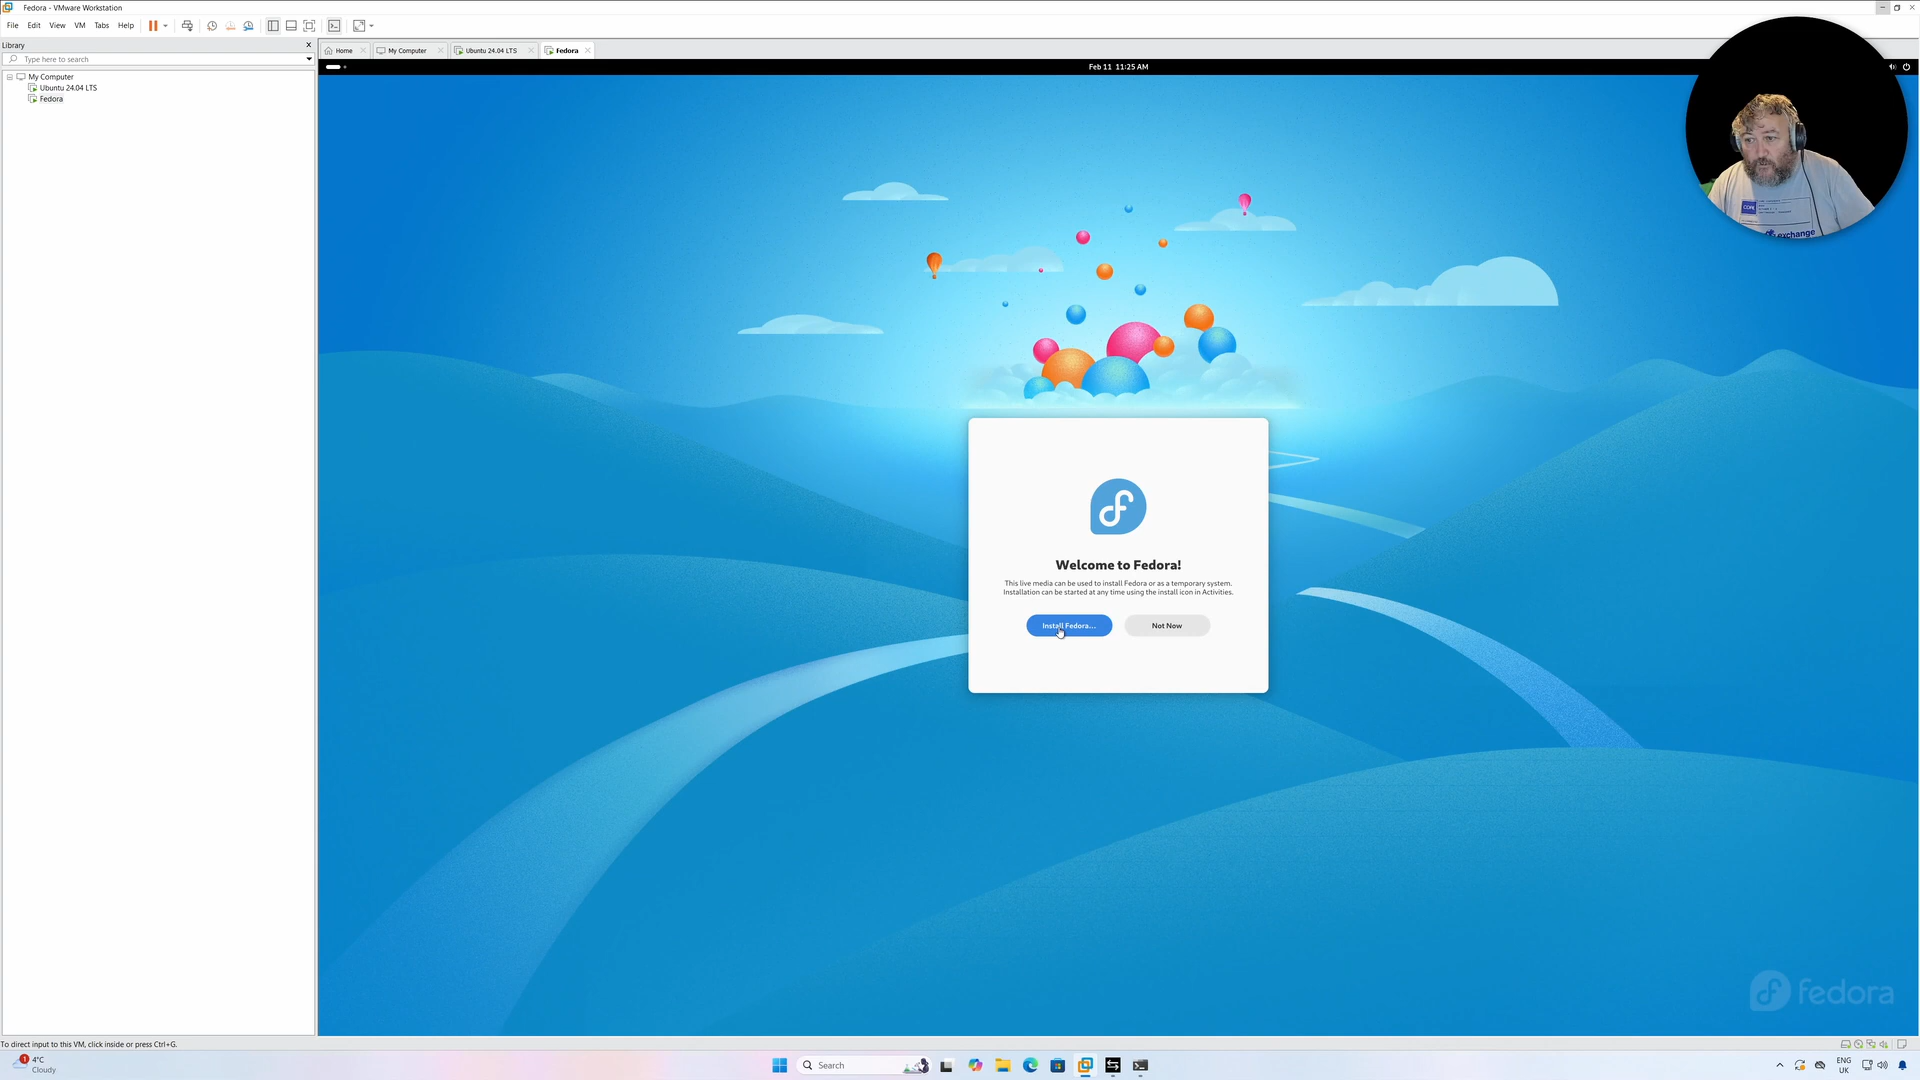 Fedora - VMware Workstation
File Edit View VM Tabs Help
Library
Type here to search
My Computer
Ubuntu 24.04 LTS
Fedora
Home
My Computer
Ubuntu 24.04 LTS
Fedora
Feb 11 11:25 AM
exchange
Welcome to Fedora!
This live media can be used to install Fedora or as a temporary system.
Installation can be started at any time using the install icon in Activities.
Install Fedora...
Not Now
fedora
To direct input to this VM, click inside or press Ctrl+G.
1
4°C
Cloudy
Search
ENG
UK